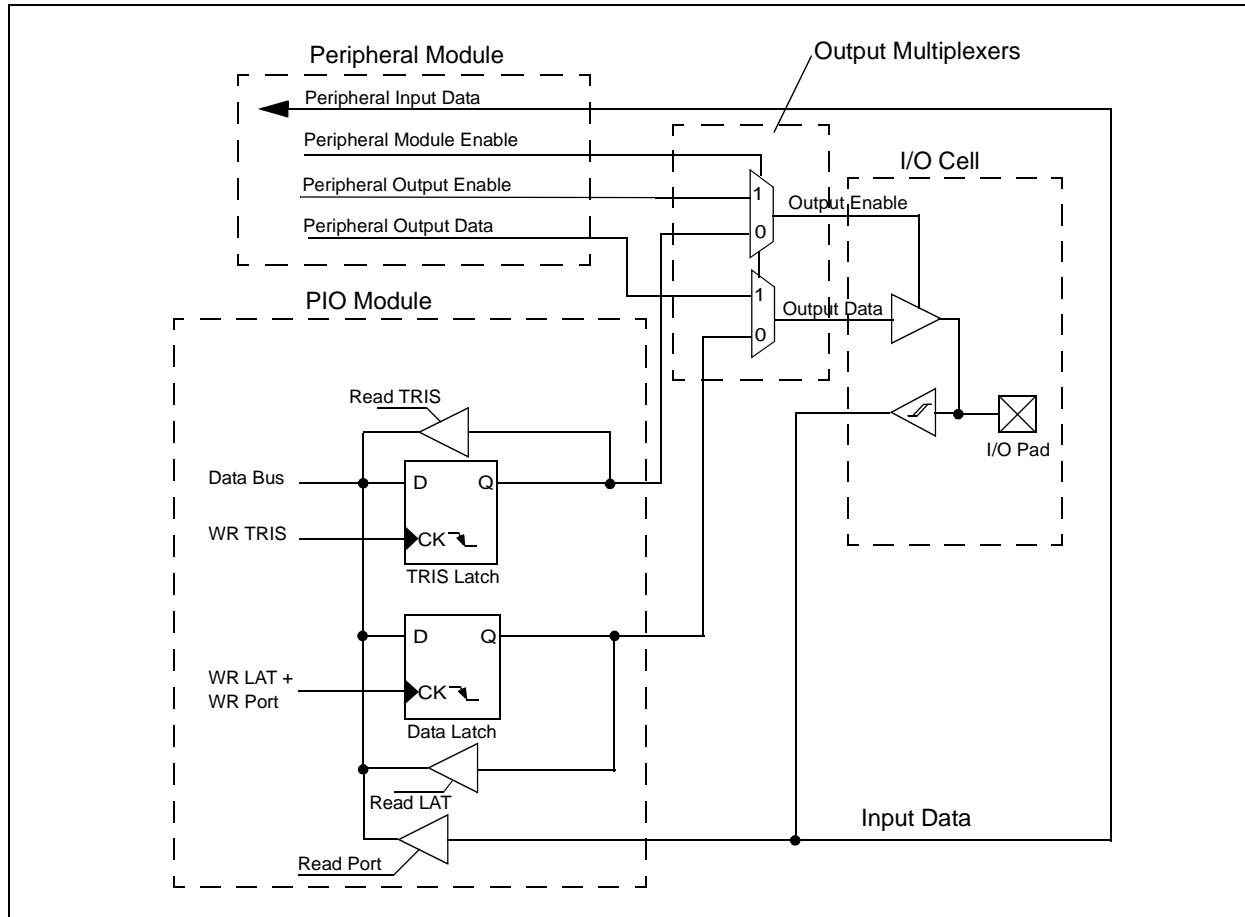 Peripheral Module
Output Multiplexers
Peripheral Input Data
Peripheral Module Enable
I/O Cell
Peripheral Output Enable
1
Output Enable
Peripheral Output Data
0
PIO Module
1
Output Data
0
Read TRIS
I/O Pad
Data Bus
D
Q
WR TRIS
CK
TRIS Latch
D
Q
WR LAT +
WR Port
CK
Data Latch
Read LAT
Input Data
Read Port